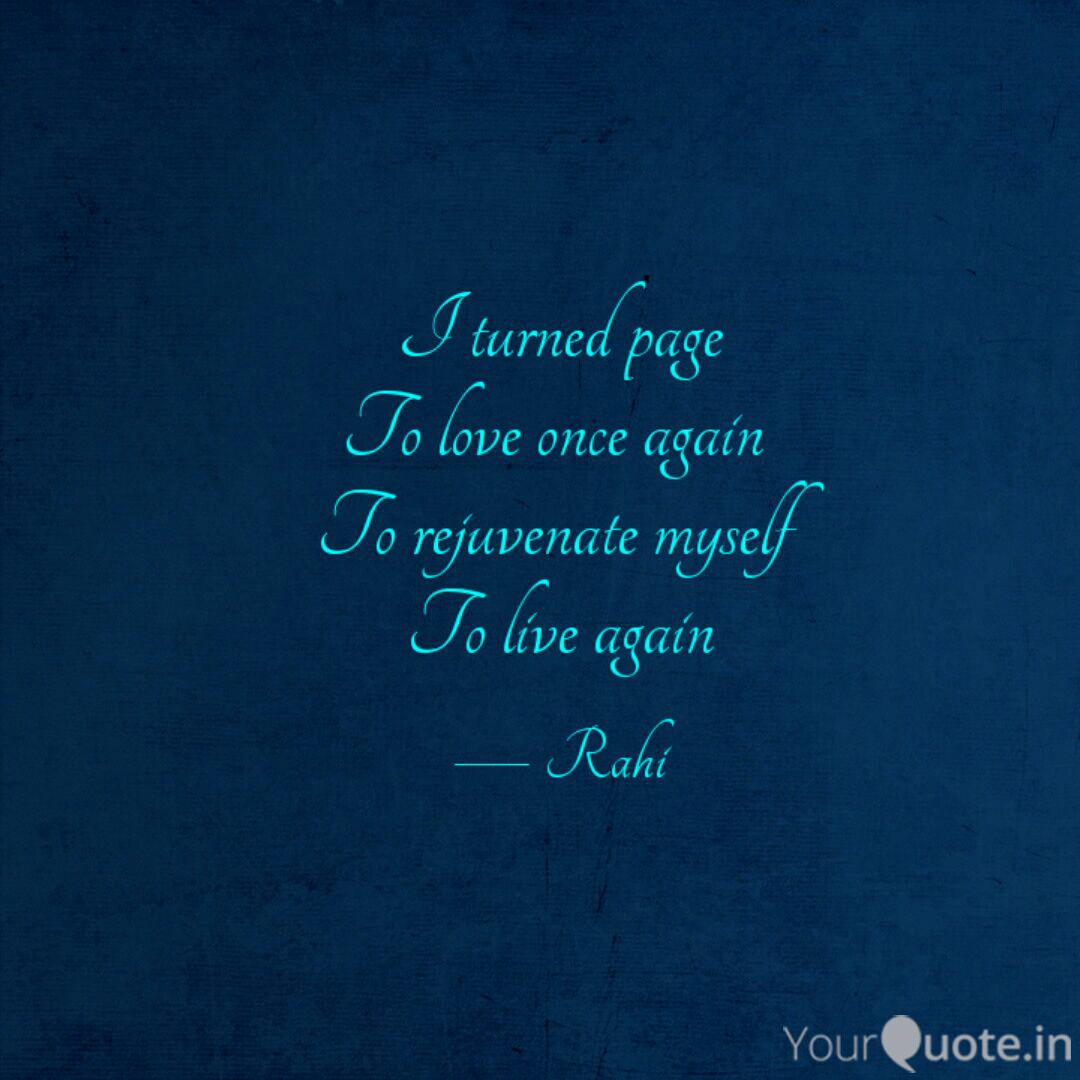 I turned page
To love once again
To rejuvenate myself
To live again
— Rahi
YourQuote.in